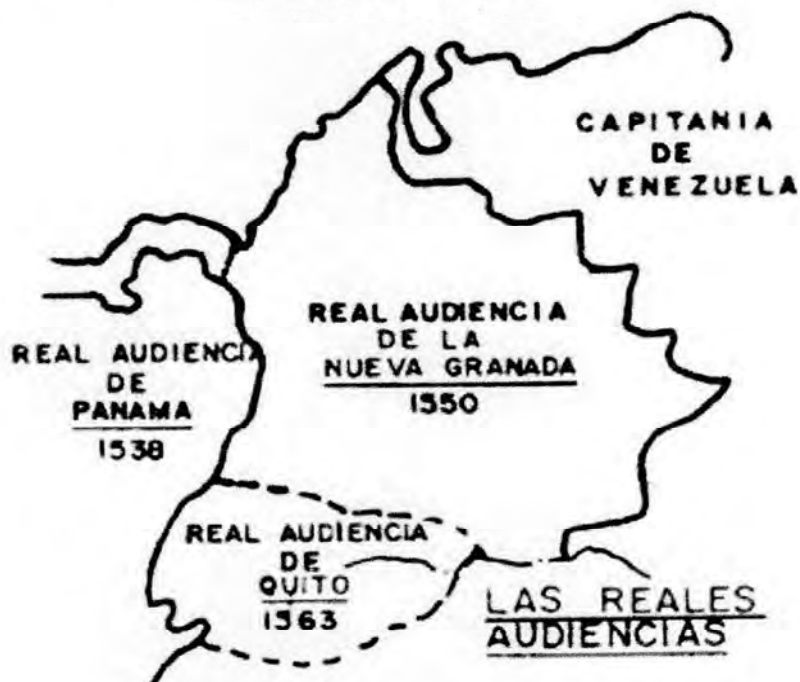 CAPITANIA
DE
VENEZUELA
REAL AUDIENCIA
DE LA
NUEVA GRANADA
1550
REAL AUDIENCIA
DE
PANAMA
1538
REAL AUDIENCIA
DE
QUITO
1563
LAS REALES
AUDIENCIAS